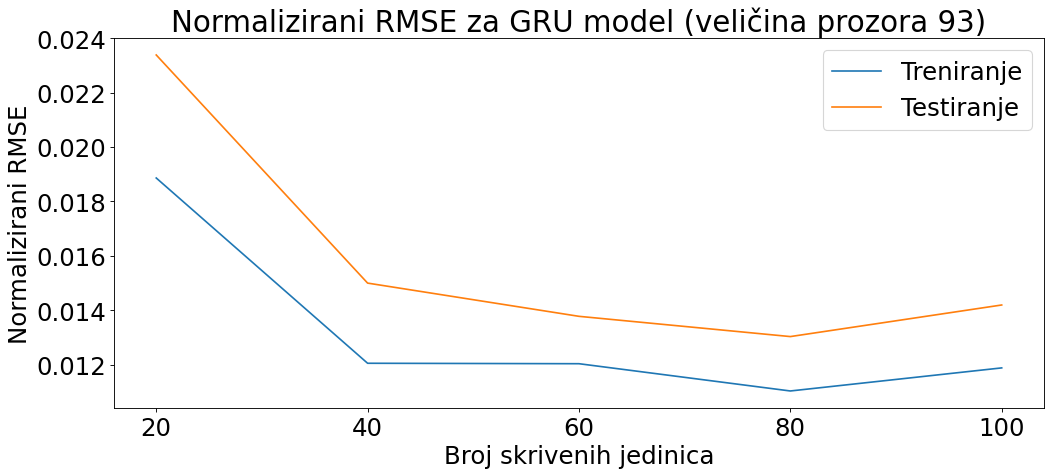 Normalizirani RMSE za GRU model (veličina prozora 93)
Treniranje
Testiranje
Normalizirani RMSE
0.024
0.022
0.020
0.018
0.016
0.014
0.012
20 40 60 80 100
Broj skrivenih jedinica